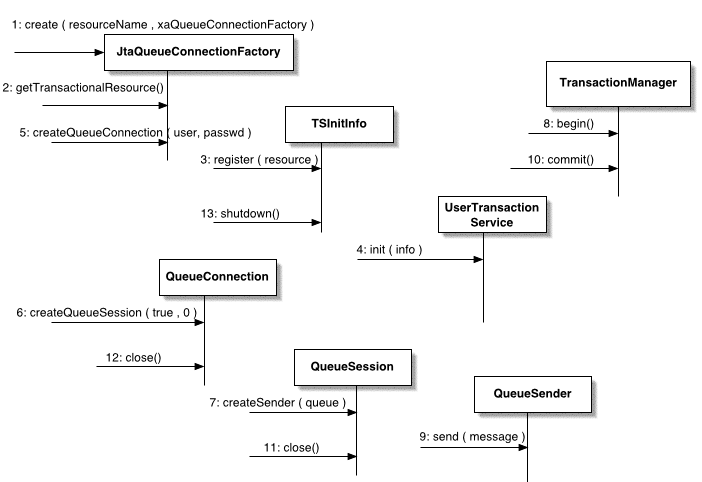 1: create ( resourceName , xaQueueConnectionFactory )
JtaQueueConnectionFactory
2: getTransactionalResource()
5: createQueueConnection ( user, passwd )
TSInitInfo
3: register ( resource )
13: shutdown()
TransactionManager
8: begin()
10: commit()
UserTransaction
Service
4: init ( info )
QueueConnection
6: createQueueSession ( true , 0 )
12: close()
QueueSession
7: createSender ( queue )
11: close()
QueueSender
9: send ( message )